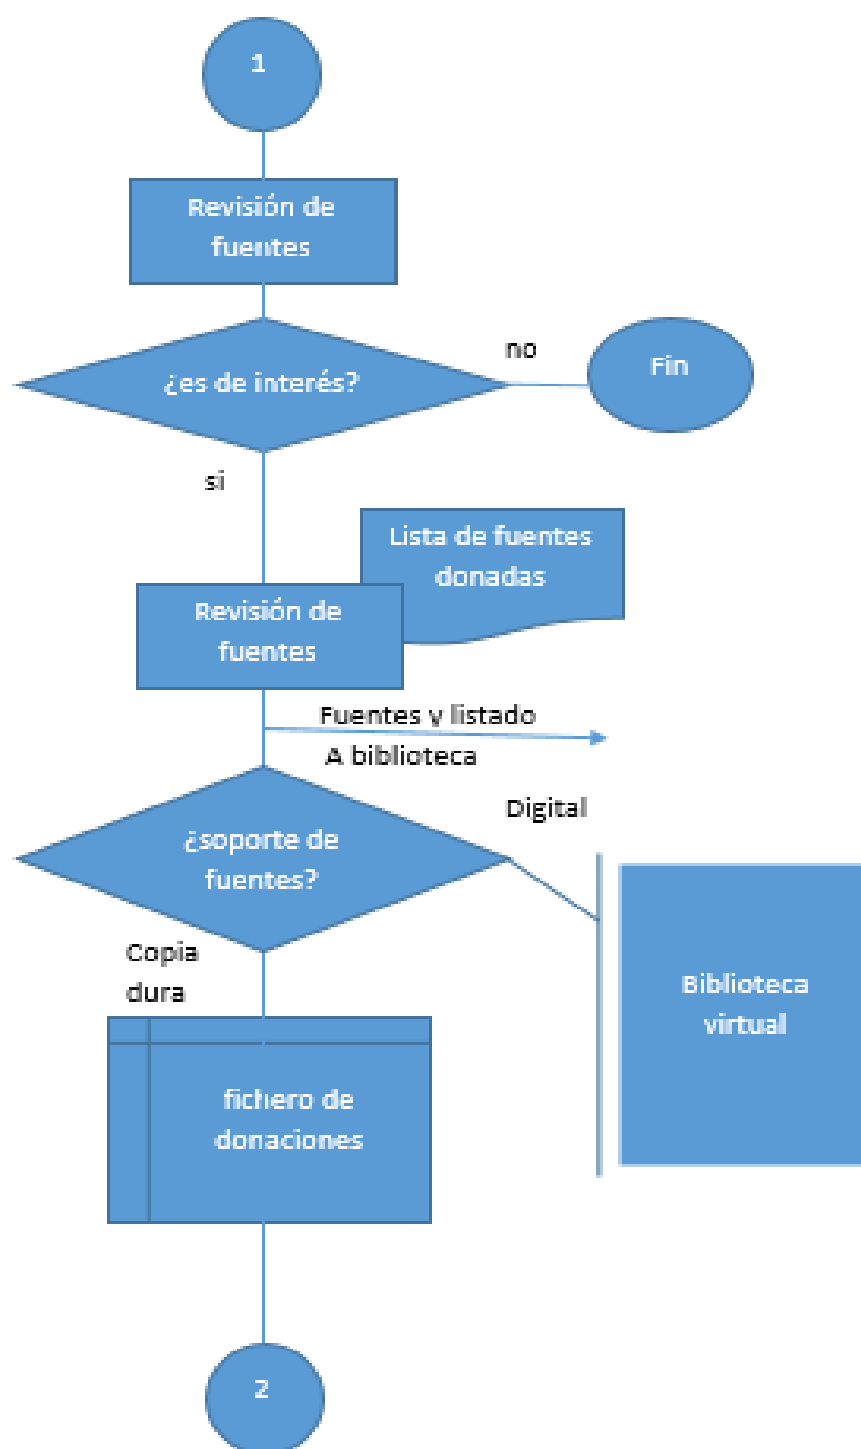 1
Revisión de
fuentes
¿es de interés?
no
Fin
si
Lista de fuentes
donadas
Revisión de
fuentes
Fuentes y listado
A biblioteca
¿soporte de
fuentes?
Digital
Copia
dura
Biblioteca
virtual
fichero de
donaciones
2